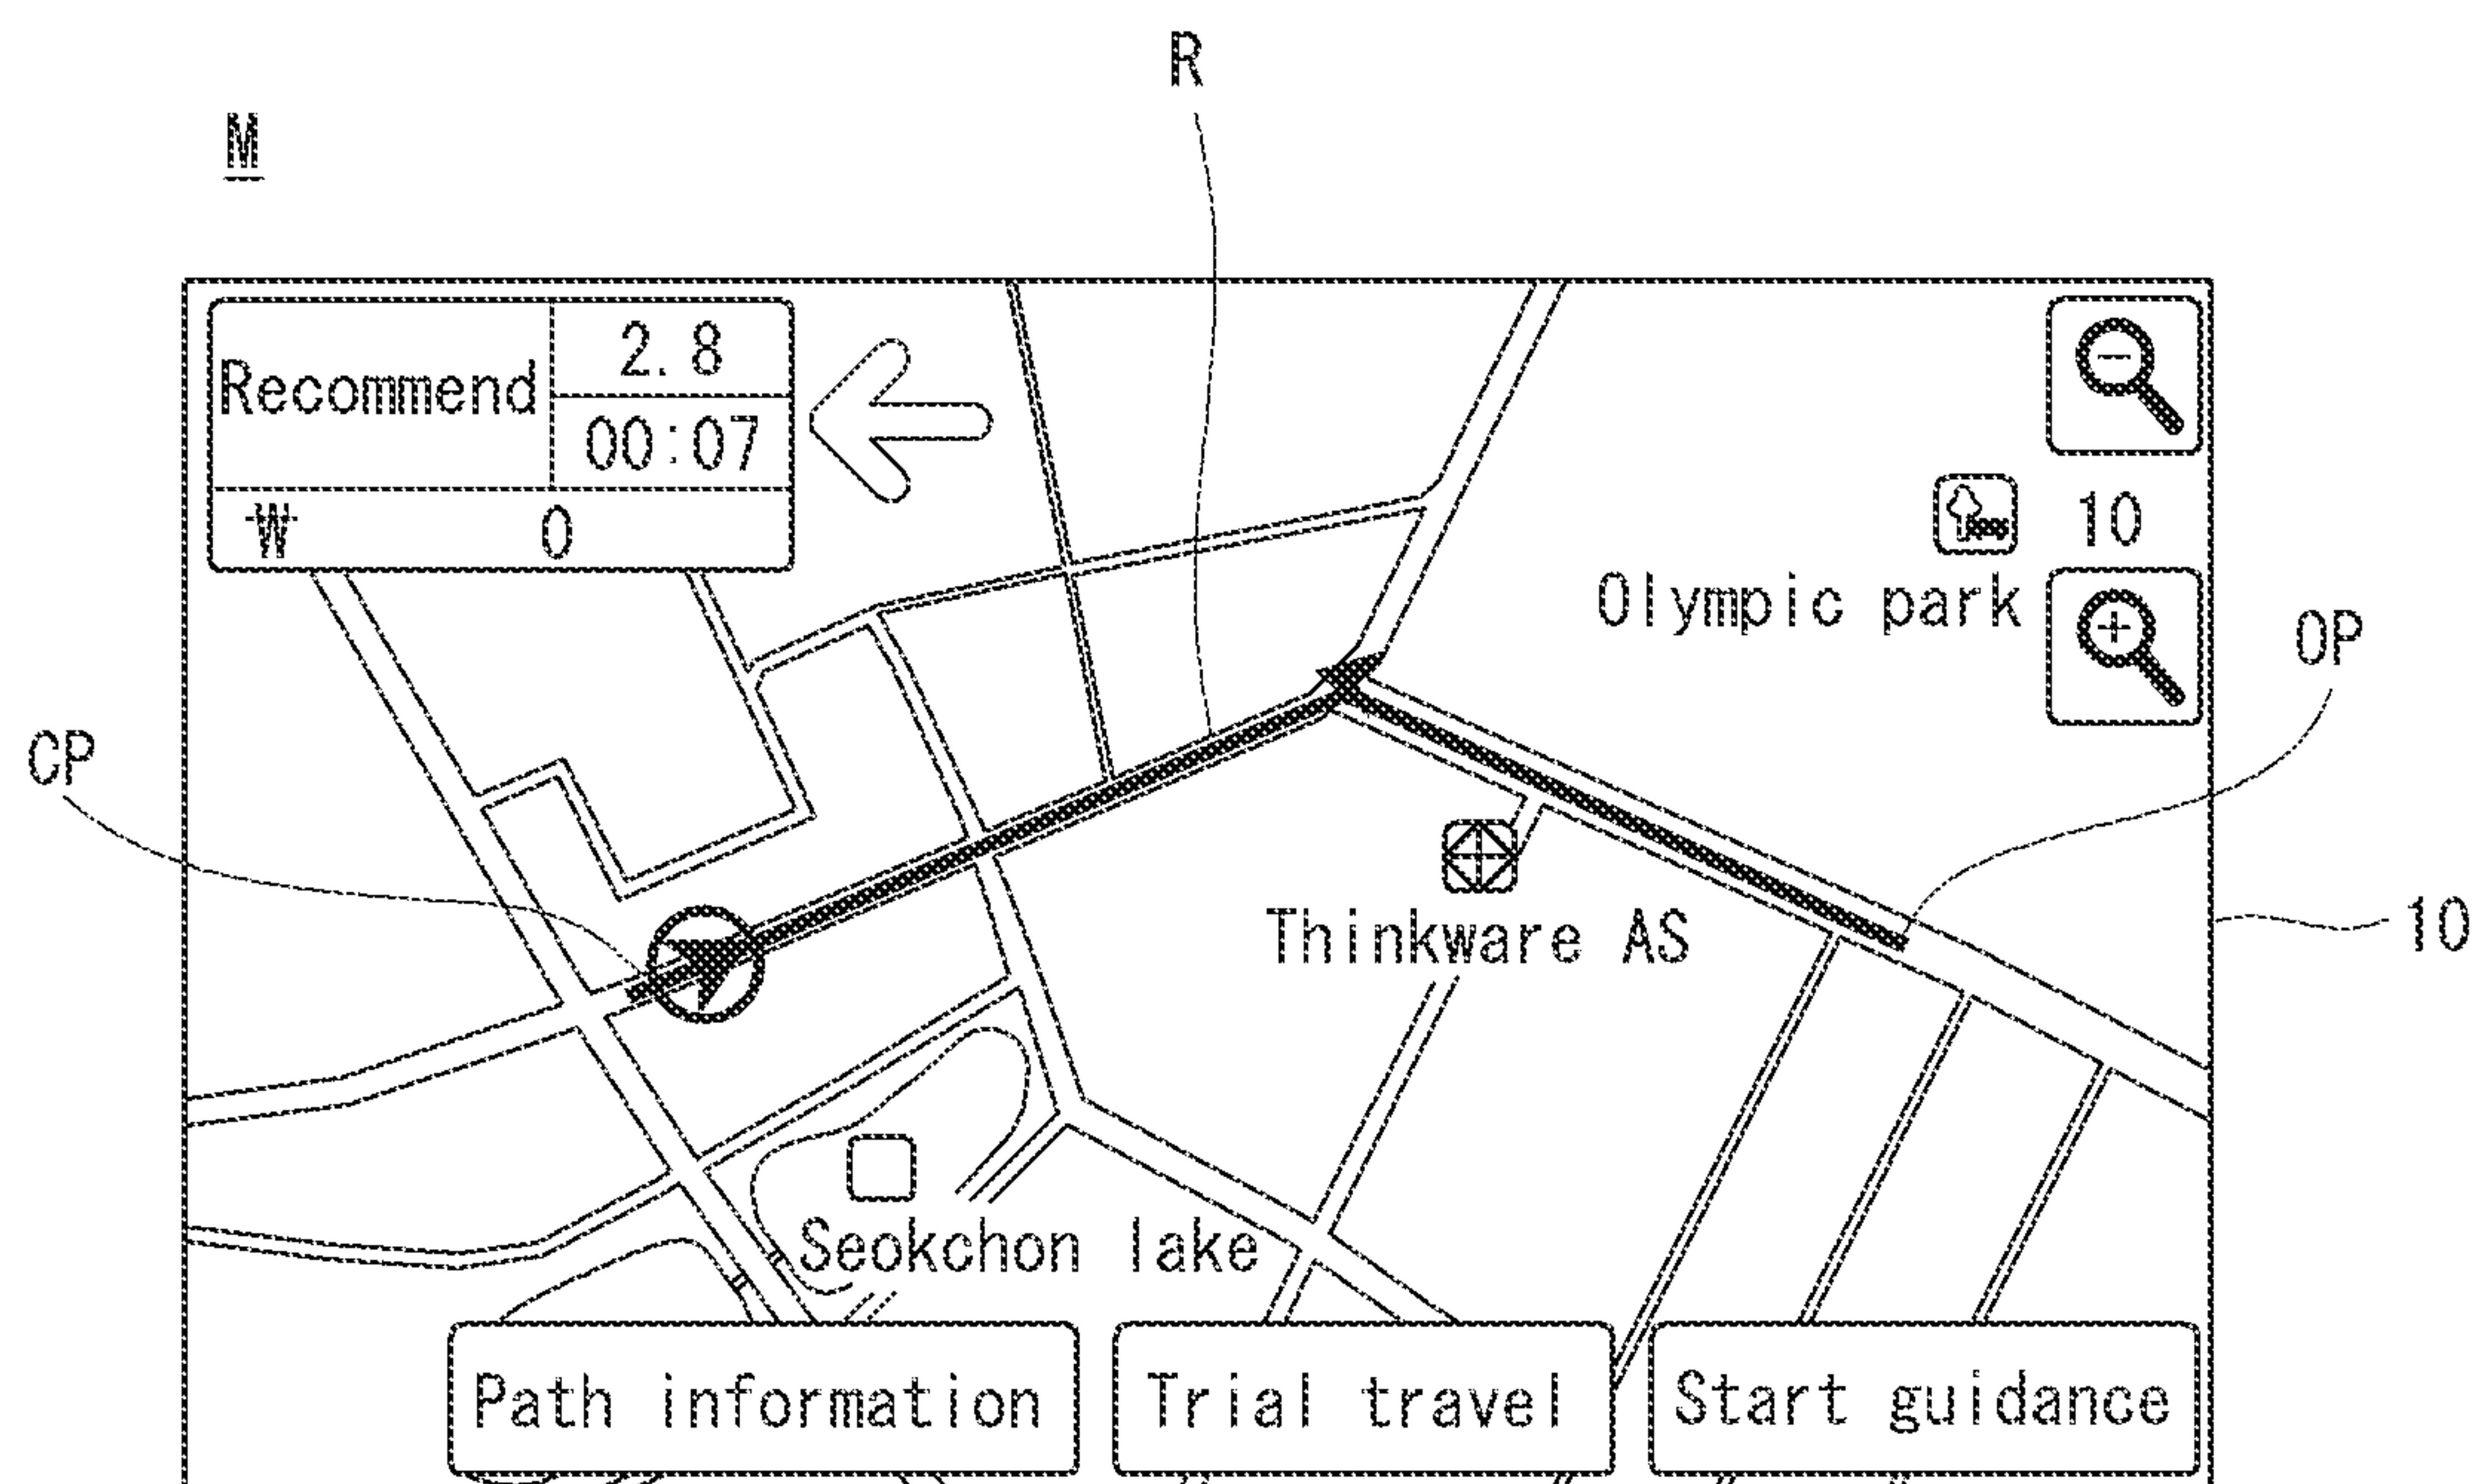 R
M
Recommend
2.8
00:07
₩ 0
10
Olympic park
OP
CP
Thinkware AS
10
Seokchon lake
Path information
Trial travel
Start guidance